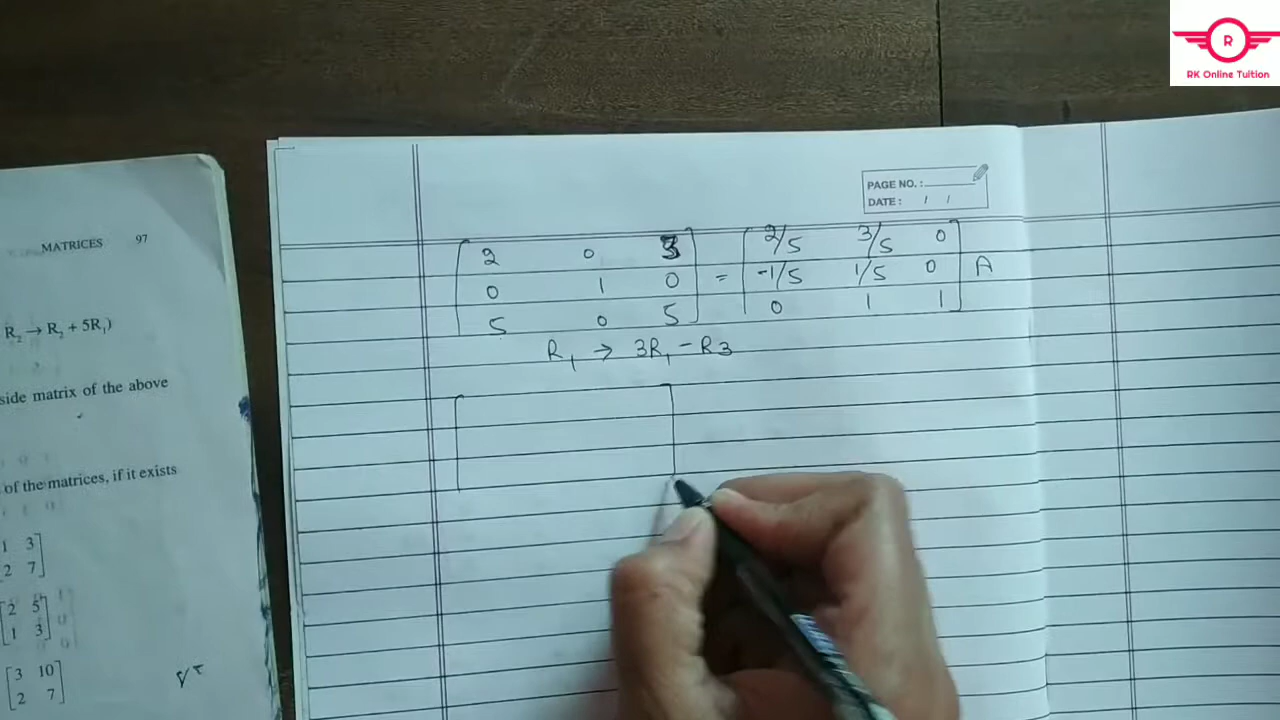 R
RK Online Tuition
PAGE NO. :
DATE : / /
MATRICES 97
R₂ → R₂ + 5R₁)
side matrix of the above
of the matrices, if it exists
1 3
2 7
2 5
1 3
3 10
2 7
2 0 3 = 2/5 3/5 0
0 1 0 -1/5 1/5 0 A
5 0 5 0 1 1
R₁ → 3R₁ - R3